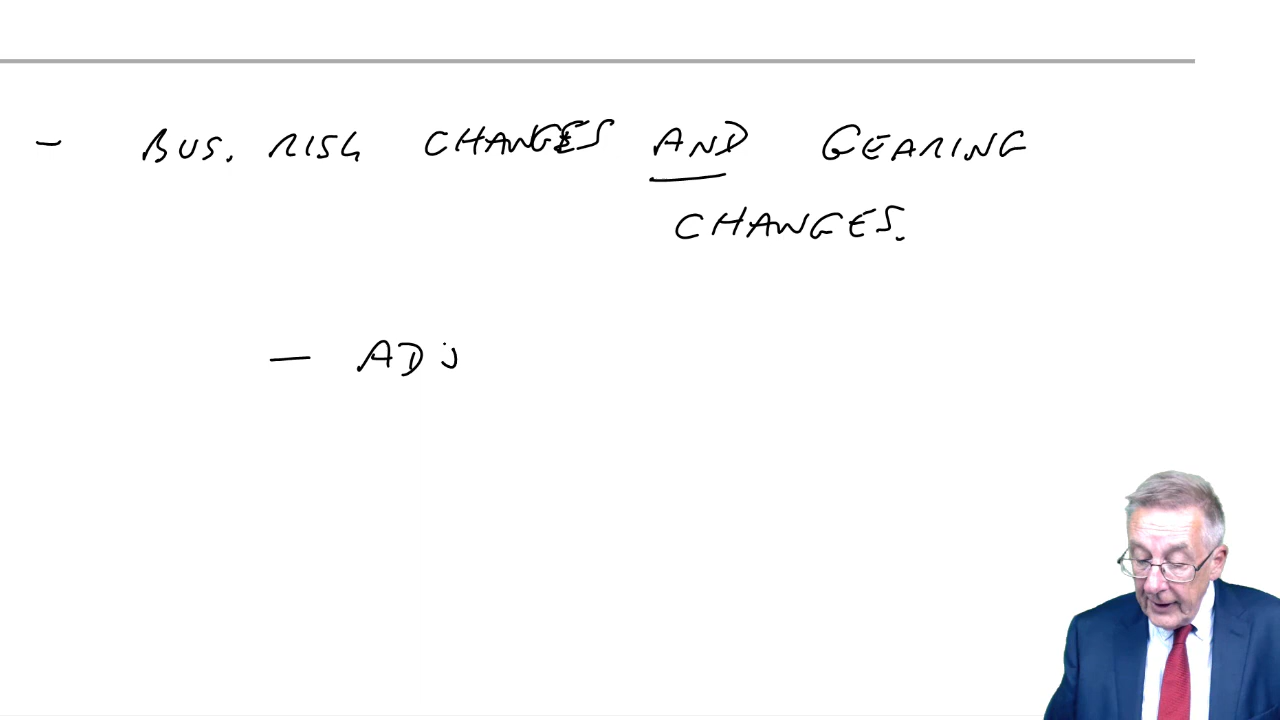 - BUS. RISK CHANGES AND GEARING
CHANGES.
- ADJ